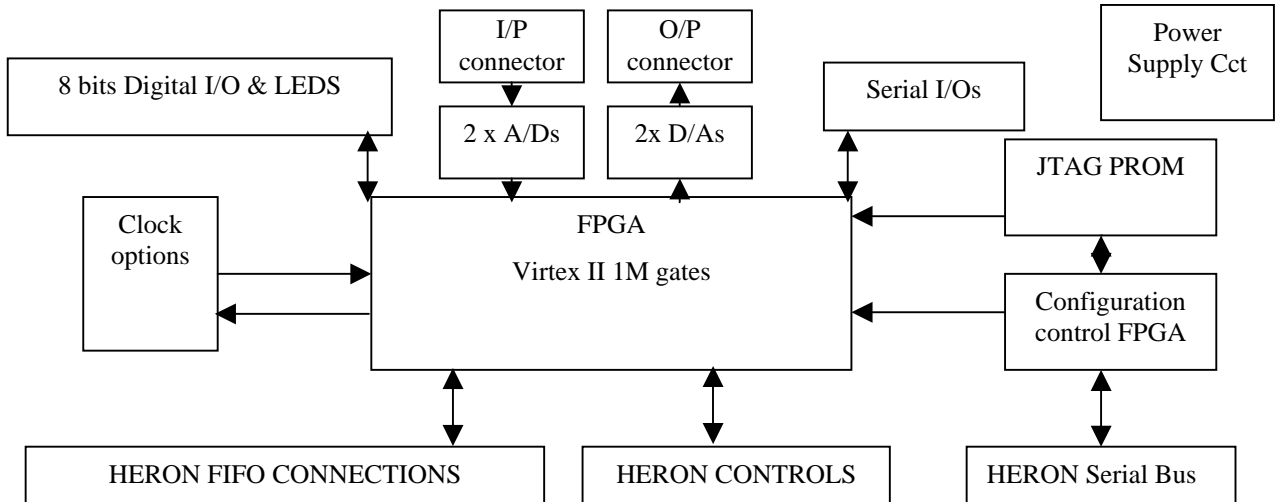 I/P
connector
O/P
connector
Power
Supply Cct
8 bits Digital I/O & LEDS
Serial I/Os
2 x A/Ds
2x D/As
JTAG PROM
Clock
options
FPGA
Virtex II 1M gates
Configuration
control FPGA
HERON FIFO CONNECTIONS
HERON CONTROLS
HERON Serial Bus